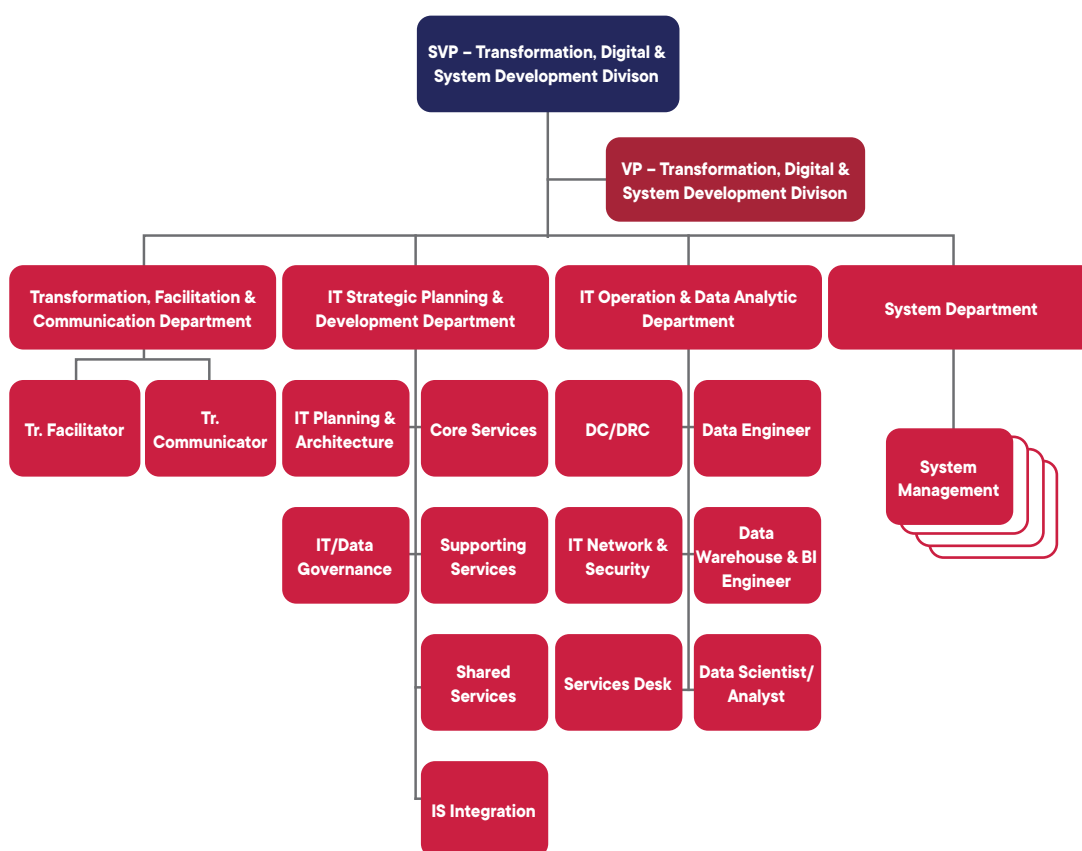 SVP – Transformation, Digital &
System Development Divison
VP – Transformation, Digital &
System Development Divison
Transformation, Facilitation &
Communication Department
IT Strategic Planning &
Development Department
IT Operation & Data Analytic
Department
System Department
Tr. Facilitator
Tr.
Communicator
IT Planning &
Architecture
Core Services
DC/DRC
Data Engineer
System
Management
IT/Data
Governance
Supporting
Services
IT Network &
Security
Data
Warehouse & BI
Engineer
Shared
Services
Services Desk
Data Scientist/
Analyst
IS Integration